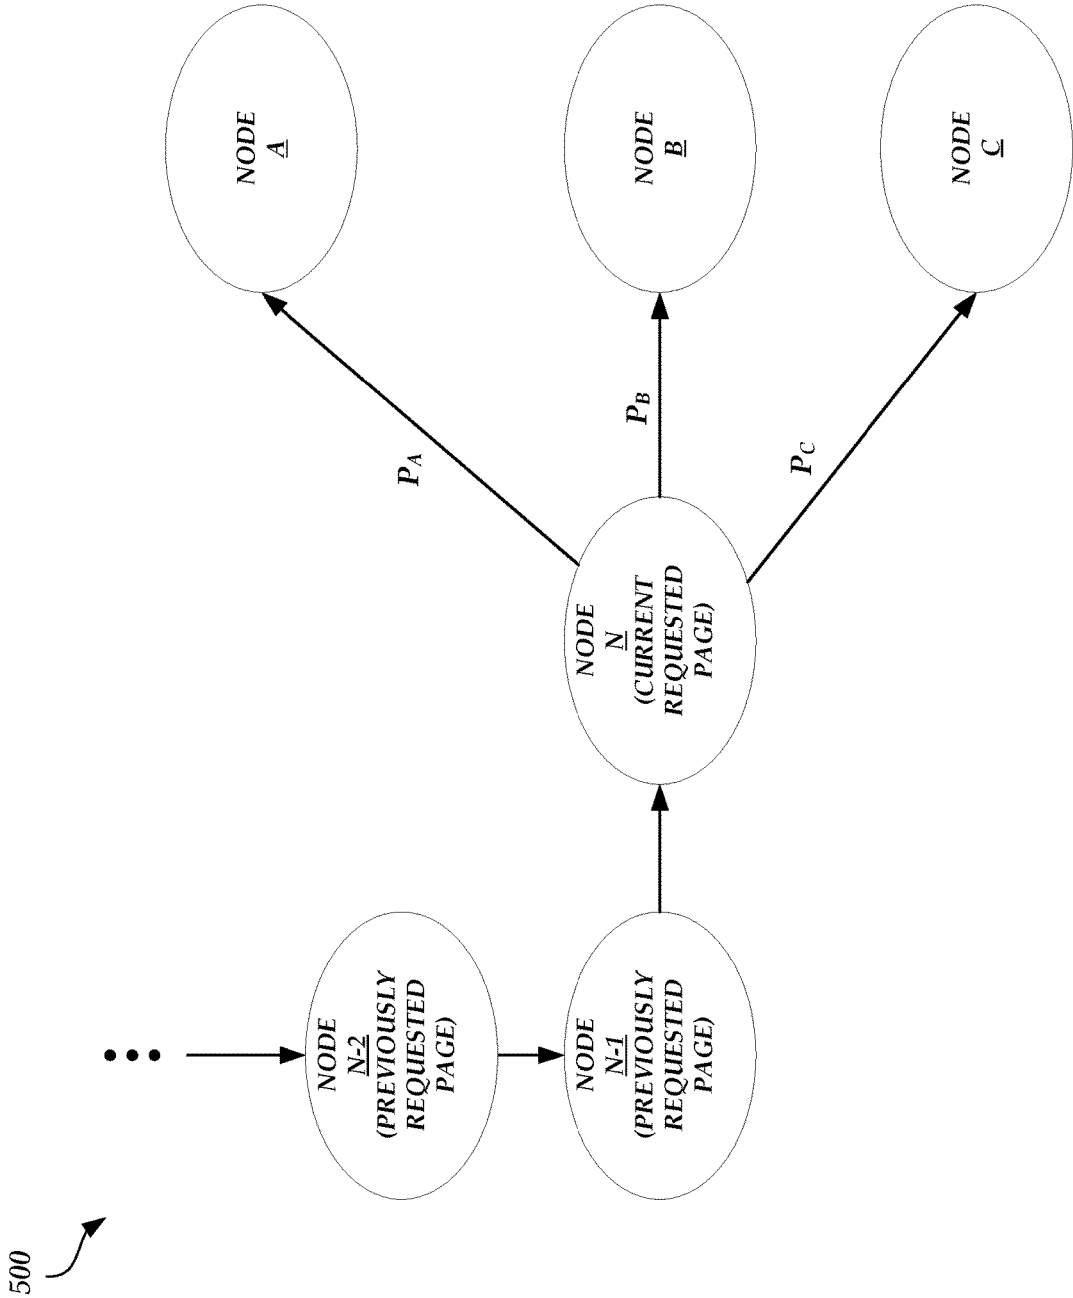 500
NODE
N-2
(PREVIOUSLY
REQUESTED
PAGE)
NODE
N-1
(PREVIOUSLY
REQUESTED
PAGE)
NODE
N
(CURRENT
REQUESTED
PAGE)
PA
PB
PC
NODE
A
NODE
B
NODE
C